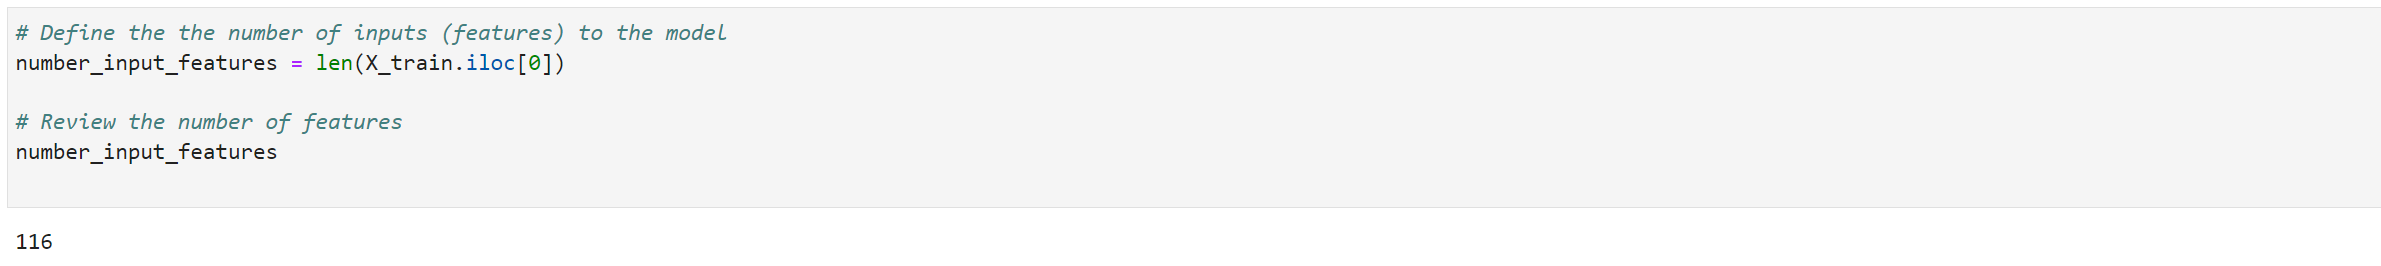 # Define the the number of inputs (features) to the model
number_input_features = len(X_train.iloc[0])
# Review the number of features
number_input_features
116